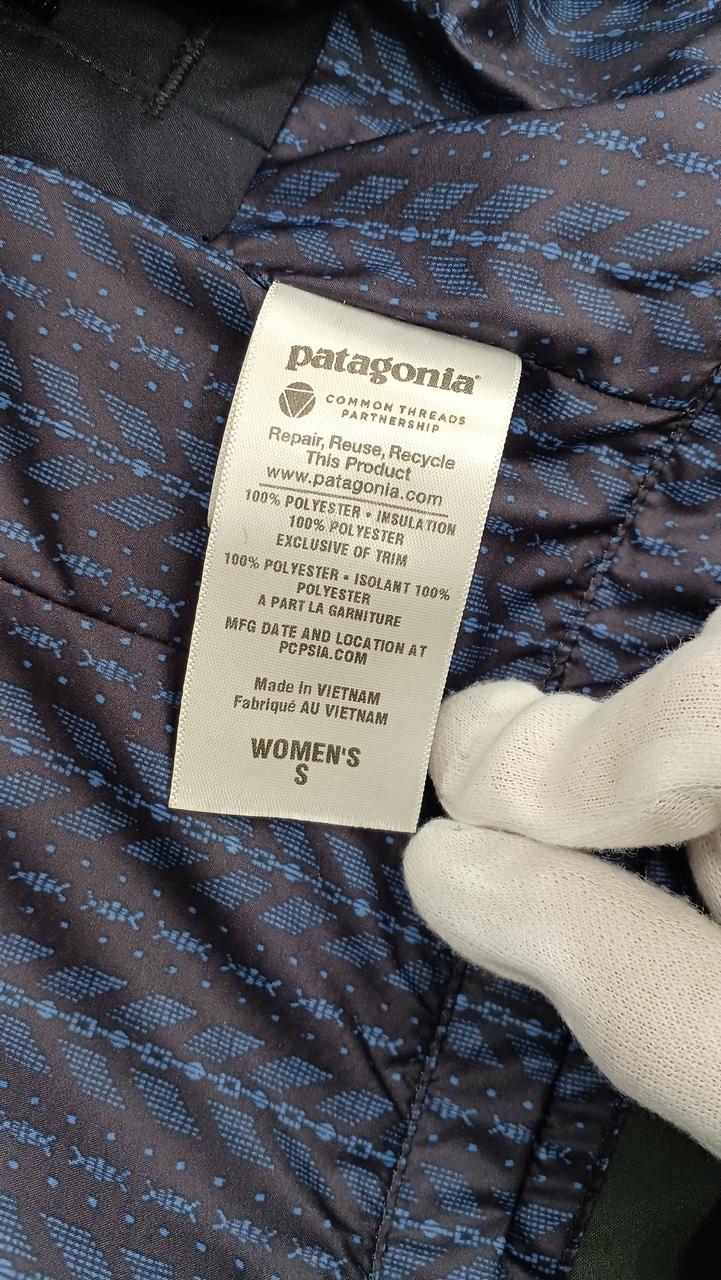 patagonia®
COMMON THREADS
PARTNERSHIP
Repair, Reuse, Recycle
This Product
www.patagonia.com
100% POLYESTER • INSULATION
100% POLYESTER
EXCLUSIVE OF TRIM
100% POLYESTER • ISOLANT 100%
POLYESTER
A PART LA GARNITURE
MFG DATE AND LOCATION AT
PCPSIA.COM
Made in VIETNAM
Fabriqué AU VIETNAM
WOMEN'S
S